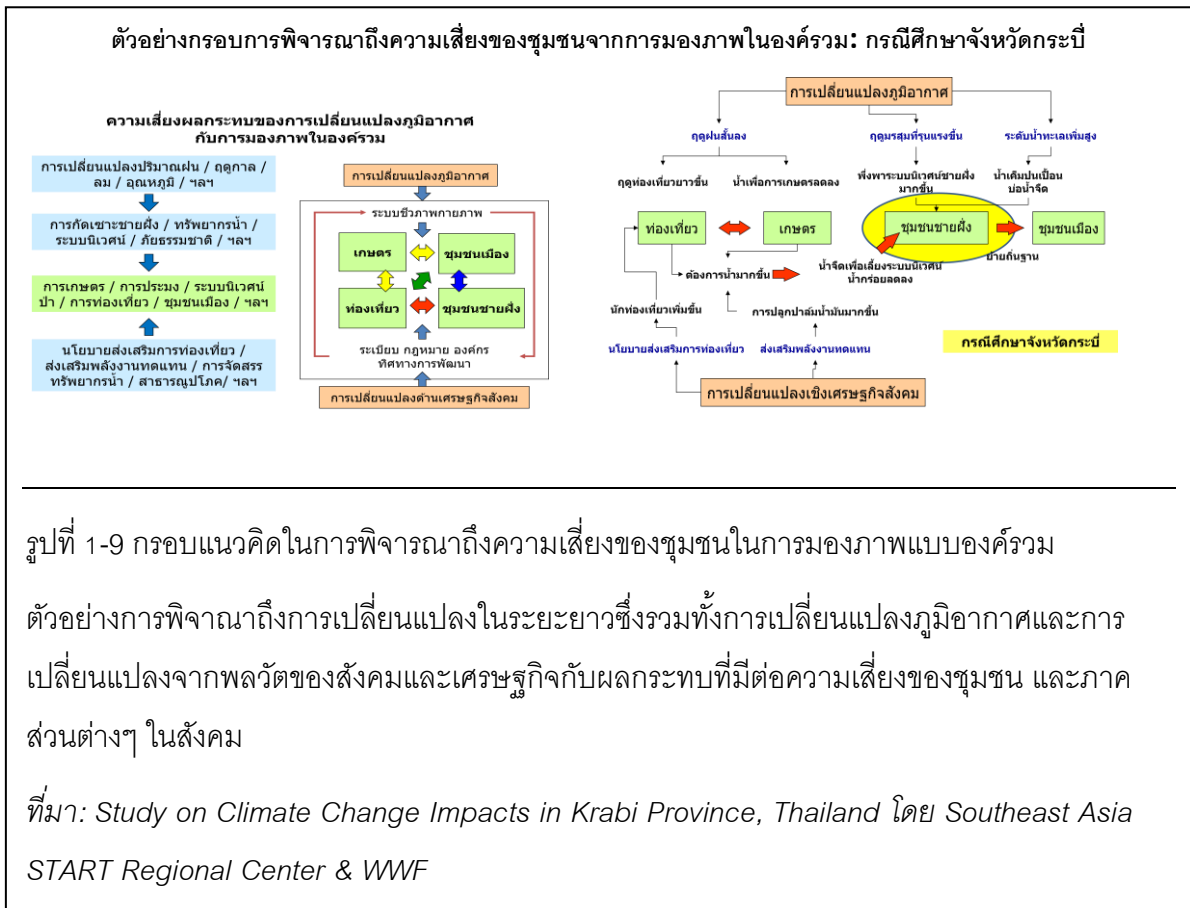 ตัวอย่างกรอบการพิจารณาถึงความเสี่ยงของชุมชนจากการมองภาพในองค์รวม: กรณีศึกษาจังหวัดกระบี่
ความเสี่ยงผลกระทบของการเปลี่ยนแปลงภูมิอากาศ
กับการมองภาพในองค์รวม
การเปลี่ยนแปลงปริมาณฝน / ฤดูกาล
/ ลม / อุณหภูมิ / ฯลฯ
การกัดเซาะชายฝั่ง / ทรัพยากรน้ำ /
ระบบนิเวศน์ / ภัยธรรมชาติ / ฯลฯ
การเกษตร / การประมง / ระบบนิเวศน์
ป่า / การท่องเที่ยว / ชุมชนเมือง / ฯลฯ
นโยบายส่งเสริมการท่องเที่ยว /
ส่งเสริมพลังงานทดแทน / การจัดสรร
ทรัพยากรน้ำ / สาธารณูปโภค/ ฯลฯ
การเปลี่ยนแปลงภูมิอากาศ
ระบบชีวภาพกายภาพ
เกษตร
ชุมชนเมือง
ท่องเที่ยว
ชุมชนชายฝั่ง
ระเบียบ กฎหมาย องค์กร
ทิศทางการพัฒนา
การเปลี่ยนแปลงด้านเศรษฐกิจสังคม
การเปลี่ยนแปลงภูมิอากาศ
ฤดูฝนสั้นลง
ฤดูมรสุมที่รุนแรงขึ้น
ระดับน้ำทะเลเพิ่มสูง
ฤดูท่องเที่ยวยาวขึ้น
น้ำเพื่อการเกษตรลดลง
พึ่งพาระบบนิเวศน์ชายฝั่ง
มากขึ้น
น้ำเค็มปนเปื้อน
บ่อน้ำจืด
ท่องเที่ยว
เกษตร
ชุมชนชายฝั่ง
ชุมชนเมือง
ย้ายถิ่นฐาน
ต้องการน้ำมากขึ้น
น้ำจืดเพื่อเลี้ยงระบบนิเวศน์
น้ำกร่อยลดลง
นักท่องเที่ยวเพิ่มขึ้น
การปลูกปาล์มน้ำมันมากขึ้น
นโยบายส่งเสริมการท่องเที่ยว
ส่งเสริมพลังงานทดแทน
กรณีศึกษาจังหวัดกระบี่
การเปลี่ยนแปลงเชิงเศรษฐกิจสังคม
รูปที่ 1-9 กรอบแนวคิดในการพิจารณาถึงความเสี่ยงของชุมชนในการมองภาพแบบองค์รวม
ตัวอย่างการพิจาณาถึงการเปลี่ยนแปลงในระยะยาวซึ่งรวมทั้งการเปลี่ยนแปลงภูมิอากาศและการ
เปลี่ยนแปลงจากพลวัตของสังคมและเศรษฐกิจกับผลกระทบที่มีต่อความเสี่ยงของชุมชน และภาค
ส่วนต่างๆ ในสังคม
ที่มา: Study on Climate Change Impacts in Krabi Province, Thailand โดย Southeast Asia
START Regional Center & WWF